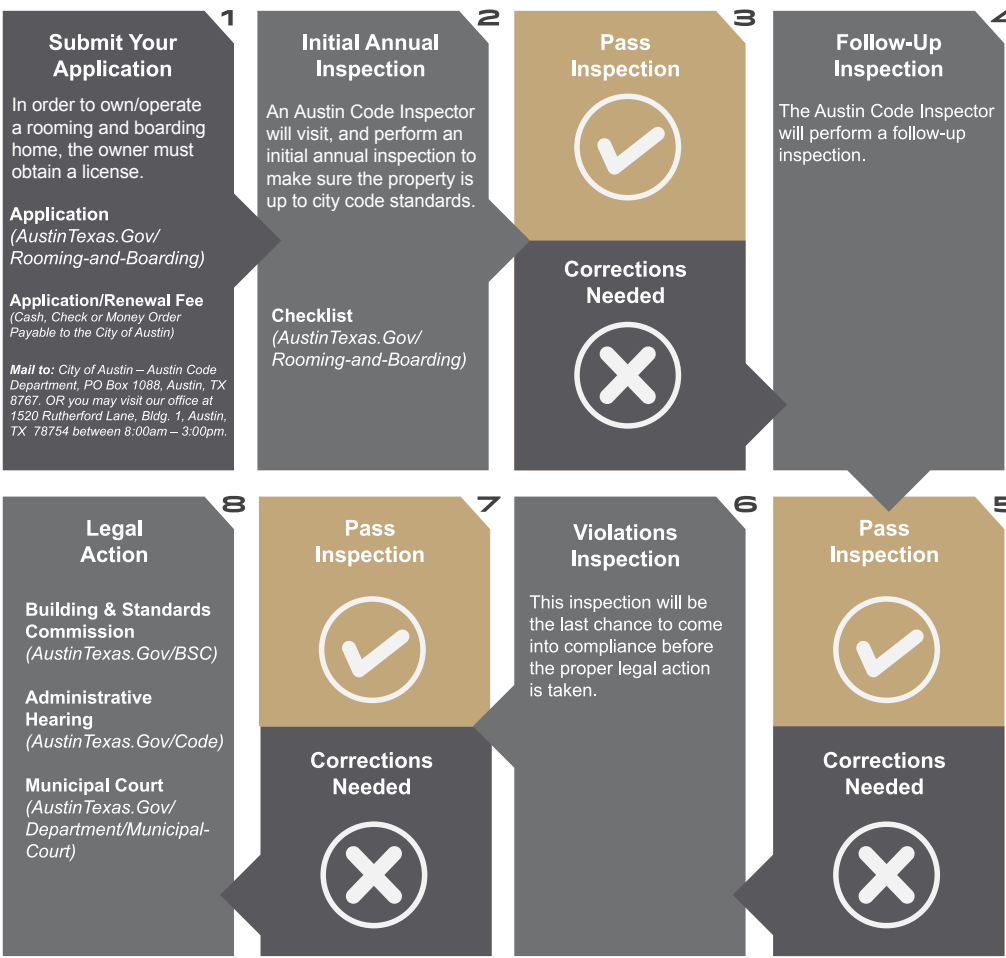 1
Submit Your
Application
In order to own/operate
a rooming and boarding
home, the owner must
obtain a license.
Application
(AustinTexas.Gov/
Rooming-and-Boarding)
Application/Renewal Fee
(Cash, Check or Money Order
Payable to the City of Austin)
Mail to: City of Austin – Austin Code
Department, PO Box 1088, Austin, TX
8767. OR you may visit our office at
1520 Rutherford Lane, Bldg. 1, Austin,
TX 78754 between 8:00am – 3:00pm.
2
Initial Annual
Inspection
An Austin Code Inspector
will visit, and perform an
initial annual inspection to
make sure the property is
up to city code standards.
Checklist
(AustinTexas.Gov/
Rooming-and-Boarding)
3
Pass
Inspection
Corrections
Needed
4
Follow-Up
Inspection
The Austin Code Inspector
will perform a follow-up
inspection.
5
Pass
Inspection
Corrections
Needed
6
Violations
Inspection
This inspection will be
the last chance to come
into compliance before
the proper legal action
is taken.
7
Pass
Inspection
Corrections
Needed
8
Legal
Action
Building & Standards
Commission
(AustinTexas.Gov/BSC)
Administrative
Hearing
(AustinTexas.Gov/Code)
Municipal Court
(AustinTexas.Gov/
Department/Municipal-
Court)